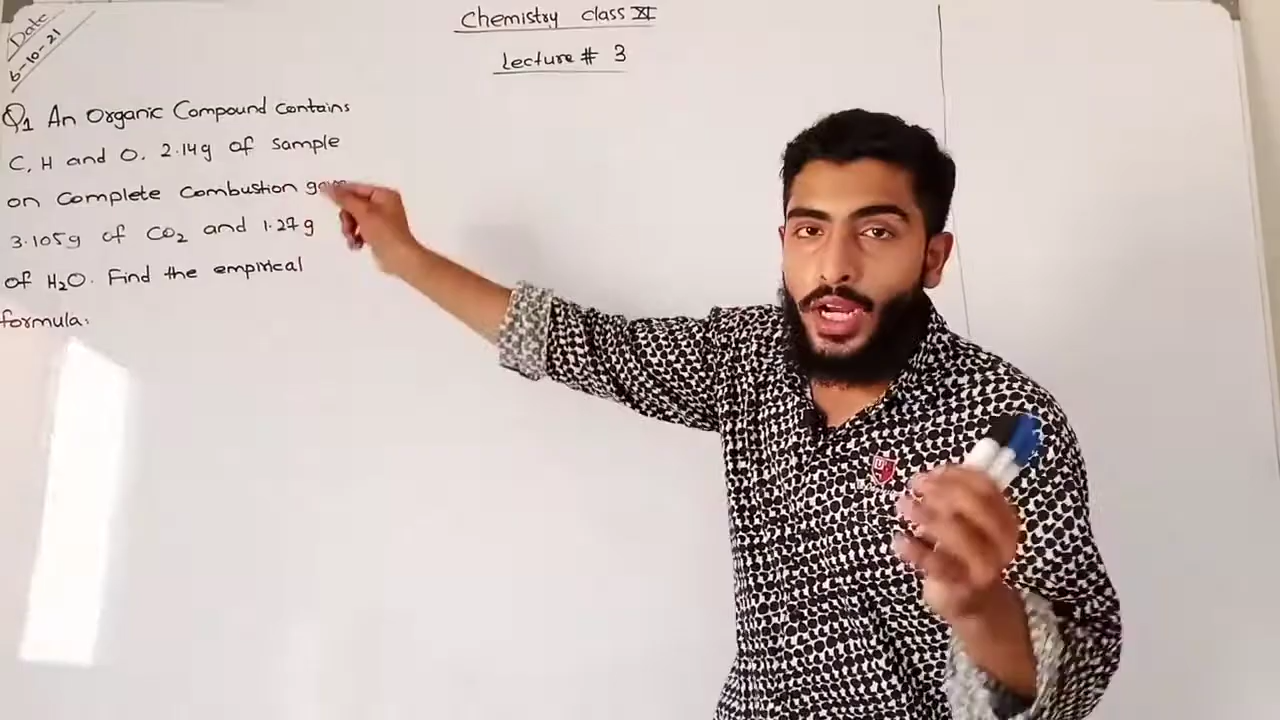 Date
6-10-21
Chemistry class XI
Lecture # 3
Q1 An Organic Compound contains
C, H and O. 2.14g of sample
on complete combustion
3.105g of CO2 and 1.27g
of H2O. Find the empirical
formula.